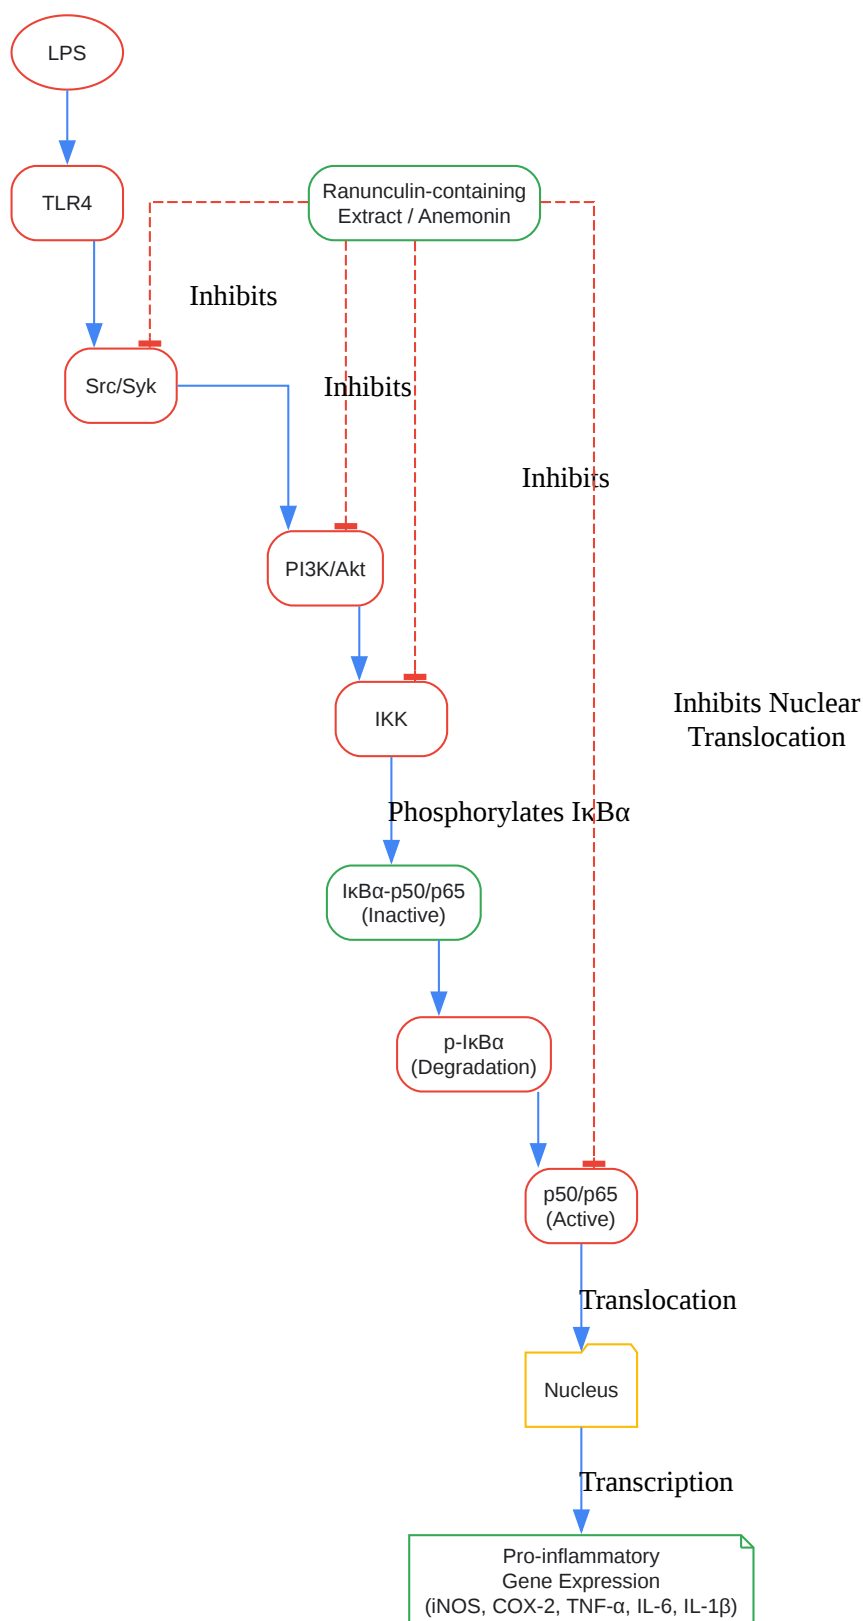 LPS
TLR4
Ranunculin-containing
Extract / Anemonin
Inhibits
Src/Syk
Inhibits
Inhibits
PI3K/Akt
Inhibits Nuclear
Translocation
IKK
Phosphorylates IκBα
IκBα-p50/p65
(Inactive)
p-IκBα
(Degradation)
p50/p65
(Active)
Translocation
Nucleus
Transcription
Pro-inflammatory
Gene Expression
(iNOS, COX-2, TNF-α, IL-6, IL-1β)